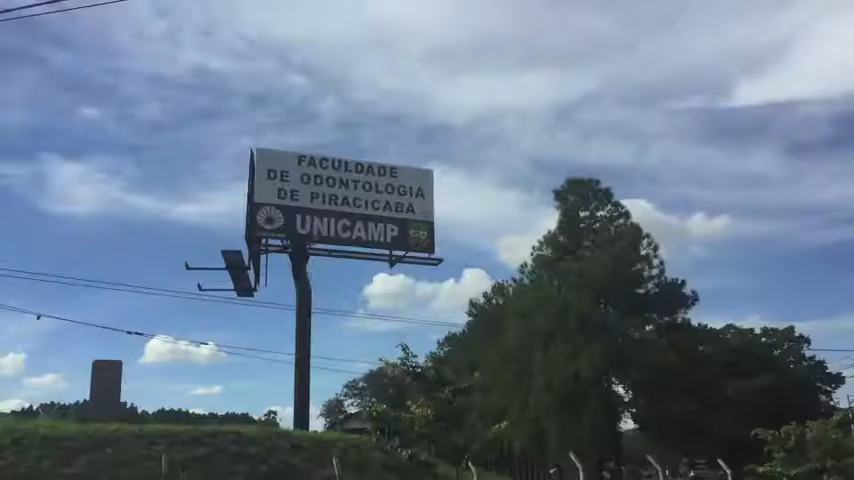 FACULDADE
DE ODONTOLOGIA
DE PIRACICABA
UNICAMP